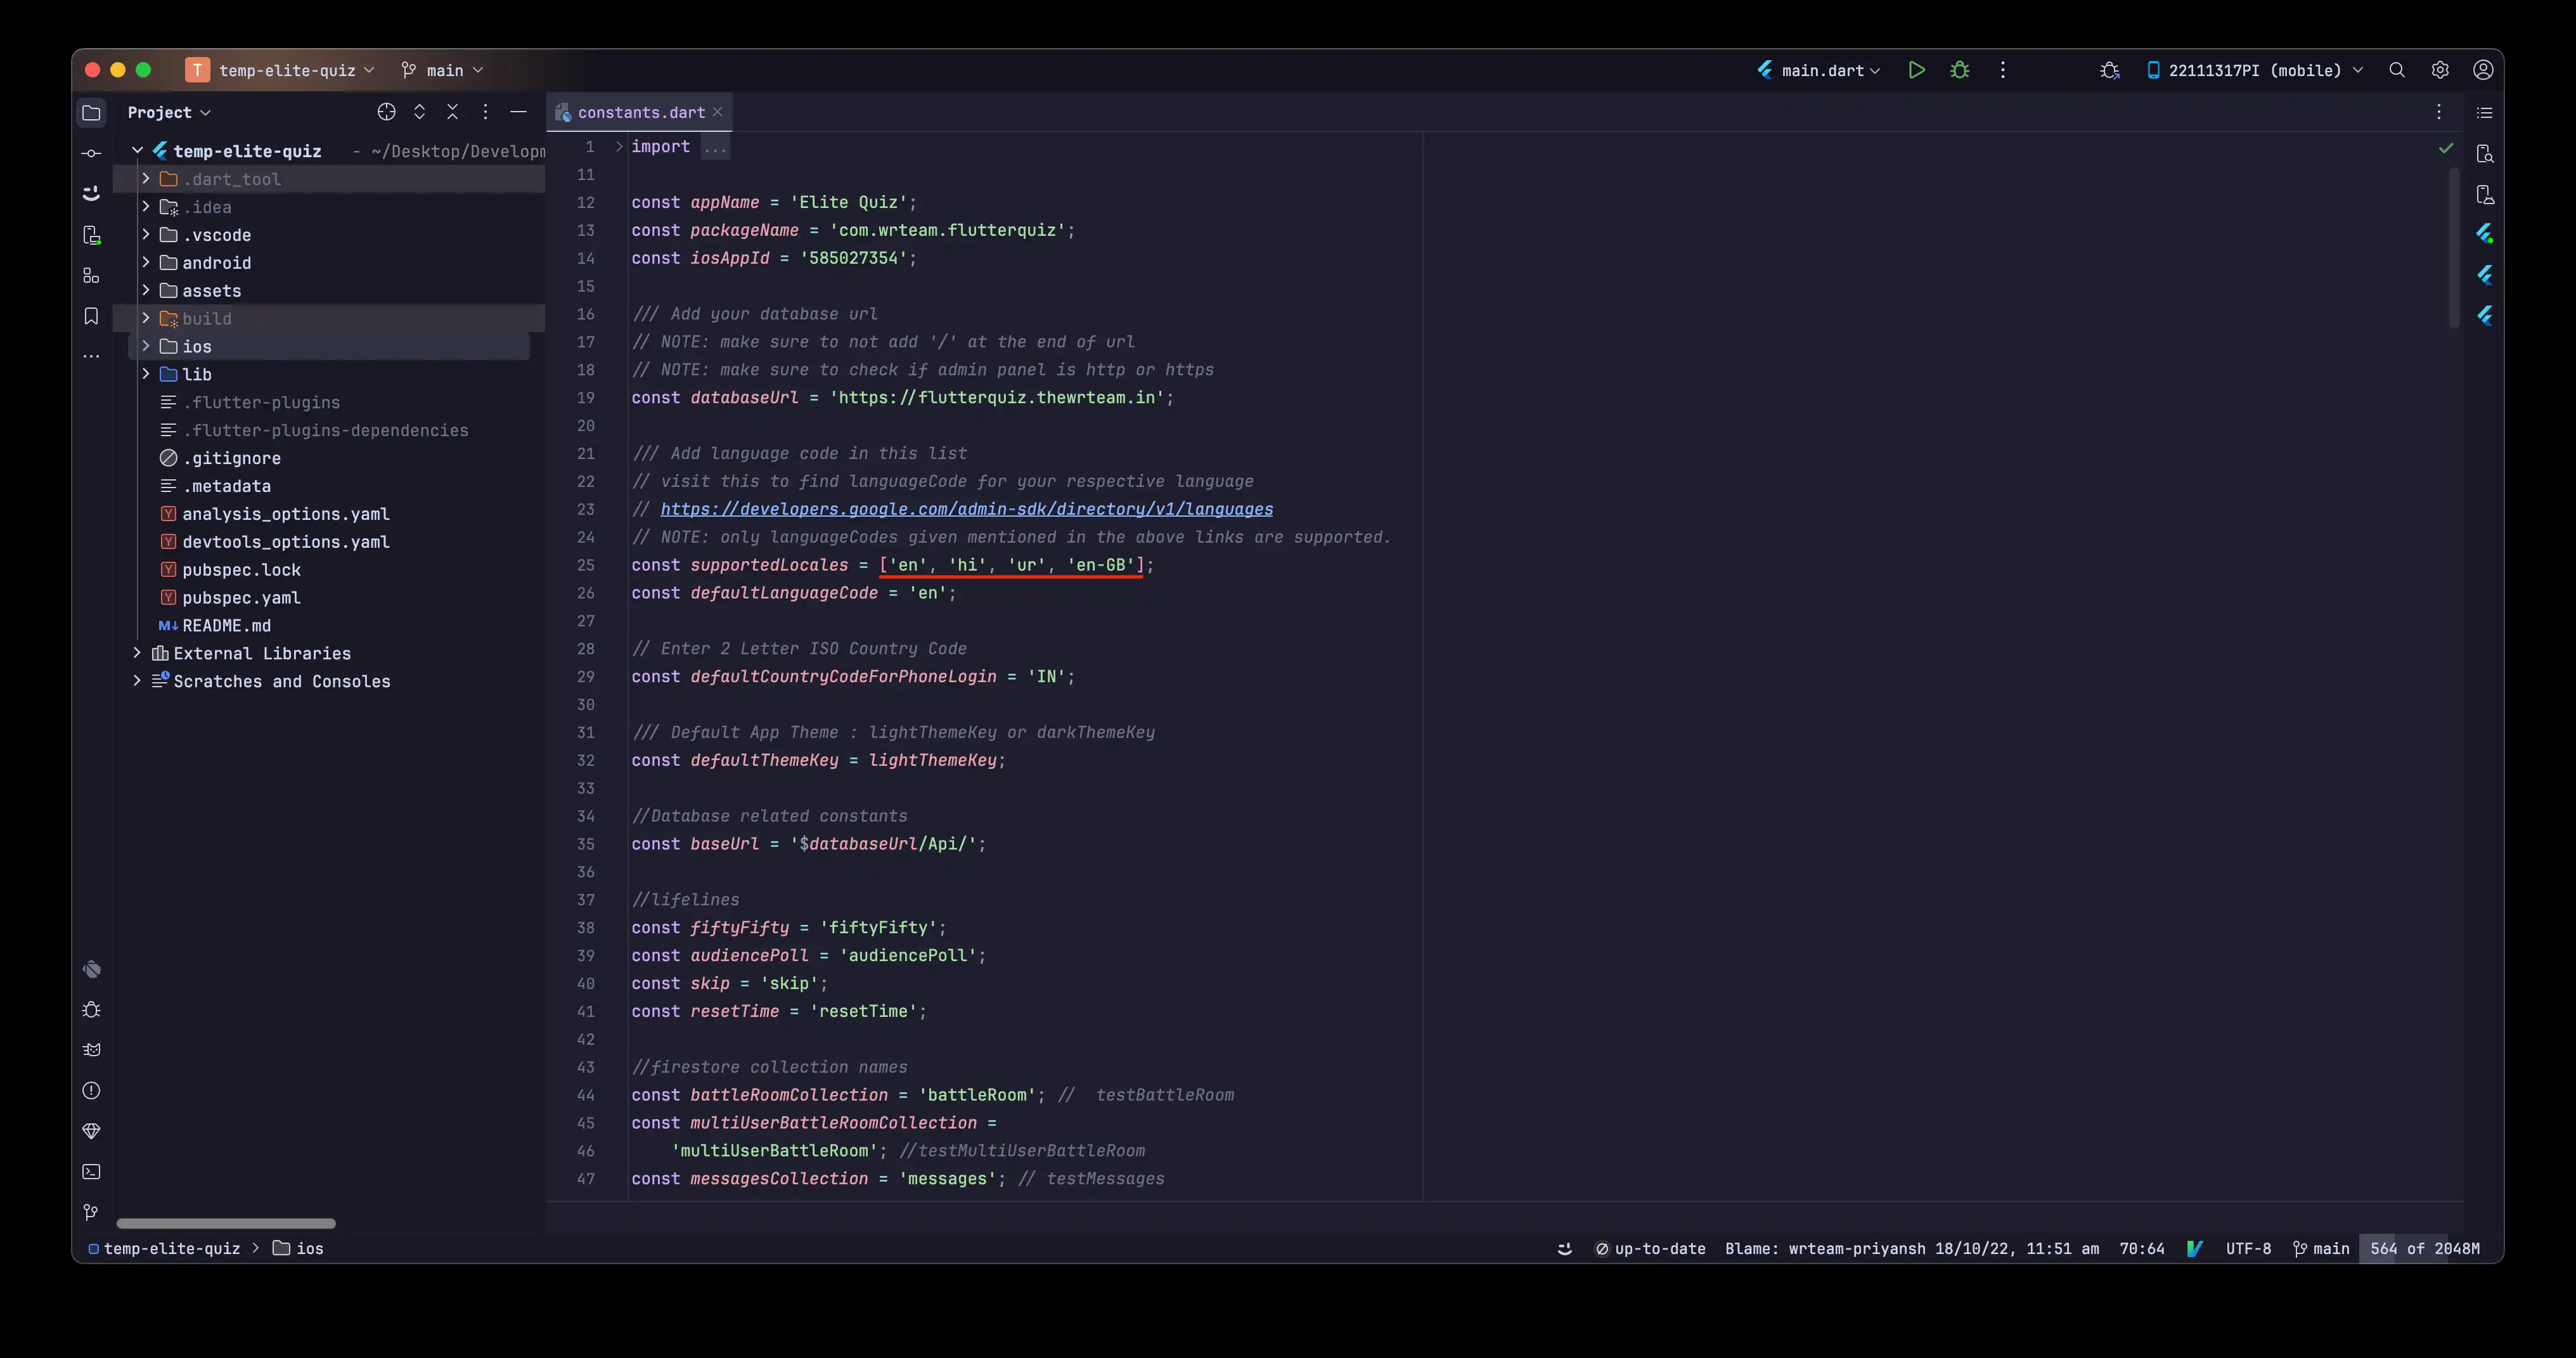 T temp-elite-quiz main main.dart 22111317PI (mobile)
Project
constants.dart
temp-elite-quiz - ~/Desktop/Developm
.dart_tool
.idea
.vscode
android
assets
build
ios
lib
.flutter-plugins
.flutter-plugins-dependencies
.gitignore
.metadata
analysis_options.yaml
devtools_options.yaml
pubspec.lock
pubspec.yaml
README.md
External Libraries
Scratches and Consoles
1 import ...
11
12 const appName = 'Elite Quiz';
13 const packageName = 'com.wrteam.flutterquiz';
14 const iosAppId = '585027354';
15
16 /// Add your database url
17 // NOTE: make sure to not add '/' at the end of url
18 // NOTE: make sure to check if admin panel is http or https
19 const databaseUrl = 'https://flutterquiz.thewrteam.in';
20
21 /// Add language code in this list
22 // visit this to find languageCode for your respective language
23 // https://developers.google.com/admin-sdk/directory/v1/languages
24 // NOTE: only languageCodes given mentioned in the above links are supported.
25 const supportedLocales = ['en', 'hi', 'ur', 'en-GB'];
26 const defaultLanguageCode = 'en';
27
28 // Enter 2 Letter ISO Country Code
29 const defaultCountryCodeForPhoneLogin = 'IN';
30
31 /// Default App Theme : lightThemeKey or darkThemeKey
32 const defaultThemeKey = lightThemeKey;
33
34 //Database related constants
35 const baseUrl = '$databaseUrl/Api/';
36
37 //lifelines
38 const fiftyFifty = 'fiftyFifty';
39 const audiencePoll = 'audiencePoll';
40 const skip = 'skip';
41 const resetTime = 'resetTime';
42
43 //firestore collection names
44 const battleRoomCollection = 'battleRoom'; //  testBattleRoom
45 const multiUserBattleRoomCollection =
46 'multiUserBattleRoom'; //testMultiUserBattleRoom
47 const messagesCollection = 'messages'; // testMessages
temp-elite-quiz > ios up-to-date Blame: wrteam-priyansh 18/10/22, 11:51 am 70:64 UTF-8 main 564 of 2048M